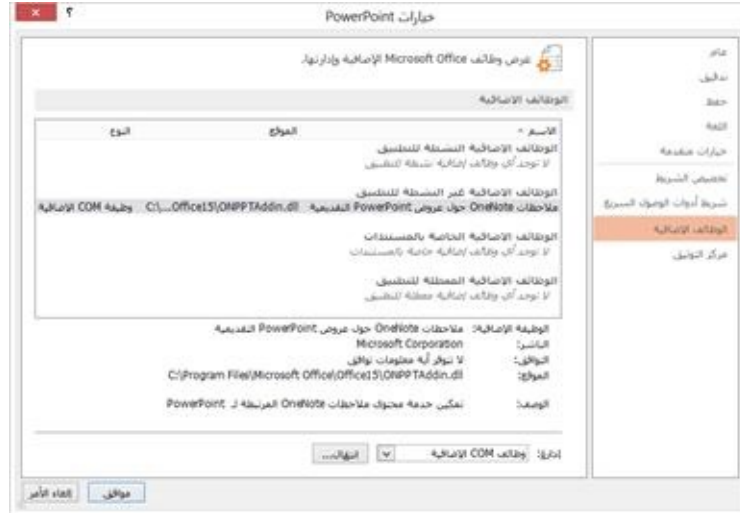 خيارات PowerPoint
؟
عام
تدقيق
حفظ
اللغة
خيارات متقدمة
تخصيص الشريط
شريط أدوات الوصول السريع
الوظائف الإضافية
مركز التوثيق
عرض وظائف Microsoft Office الإضافية وإدارتها.
الوظائف الإضافية
الاسم الموقع النوع
الوظائف الإضافية النشطة للتطبيق
لا توجد أي وظائف إضافية نشطة للتطبيق
الوظائف الإضافية غير النشطة للتطبيق
ملاحظات OneNote حول عروض PowerPoint التقديمية C:\...Office15\ONPPTAddin.dll وظيفة COM الإضافية
الوظائف الإضافية الخاصة بالمستندات
لا توجد أي وظائف إضافية خاصة بالمستندات
الوظائف الإضافية المعطلة للتطبيق
لا توجد أي وظائف إضافية معطلة للتطبيق
الوظيفة الإضافية: ملاحظات OneNote حول عروض PowerPoint التقديمية
الناشر: Microsoft Corporation
التوافق: لا تتوفر أية معلومات توافق
الموقع: C:\Program Files\Microsoft Office\Office15\ONPPTAddin.dll
الوصف: تمكين خدمة محتوى ملاحظات OneNote المرتبطة لـ PowerPoint
إدارة: وظائف COM الإضافية انتهاء...
موافق إلغاء الأمر